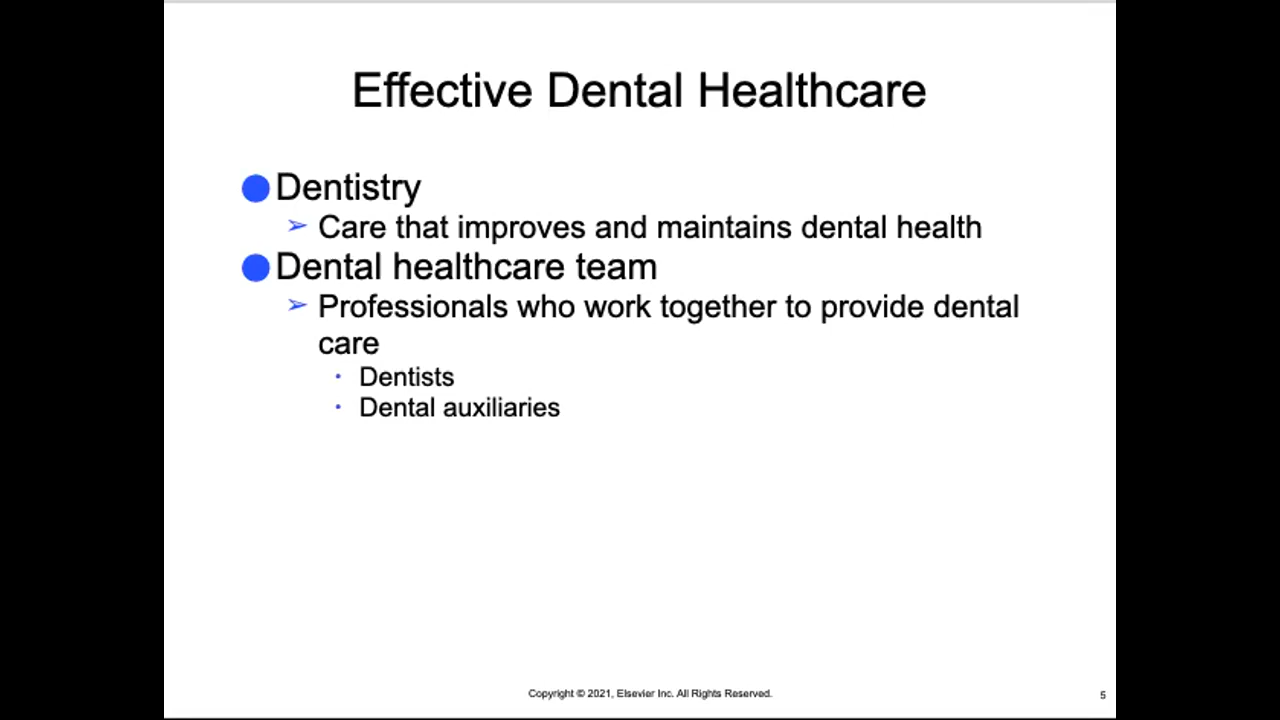 Effective Dental Healthcare
Dentistry
➢ Care that improves and maintains dental health
Dental healthcare team
➢ Professionals who work together to provide dental
care
• Dentists
• Dental auxiliaries
Copyright © 2021, Elsevier Inc. All Rights Reserved.
5